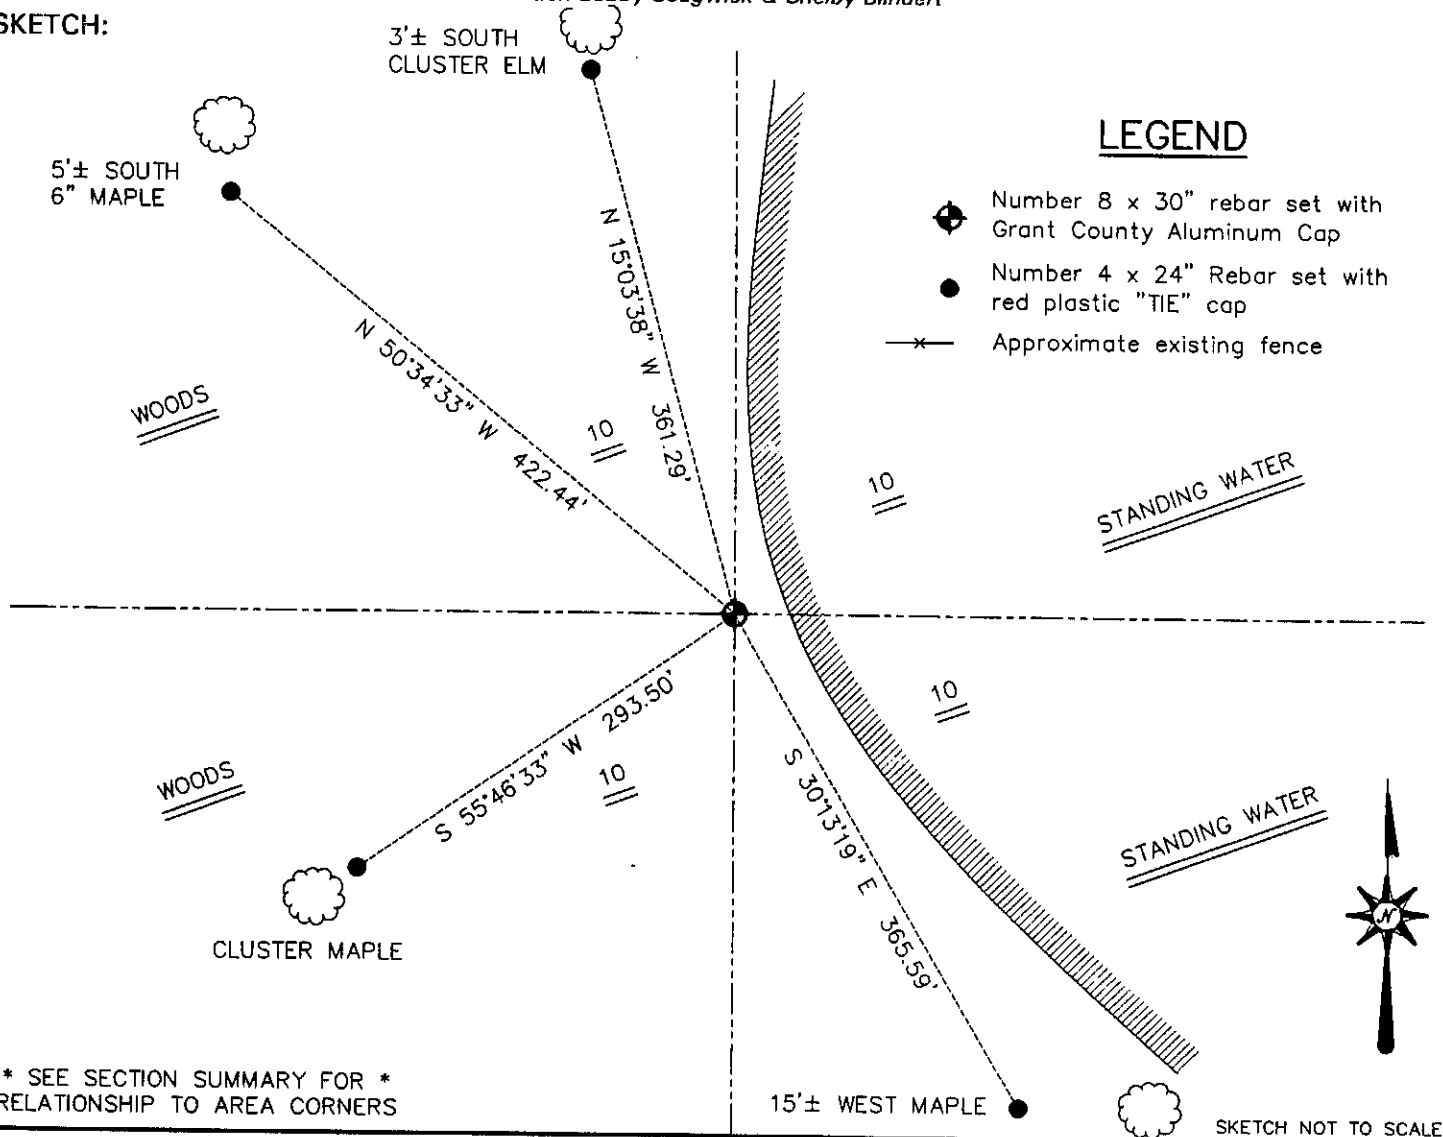 SKETCH:
& Shelby
3'± SOUTH
CLUSTER ELM
5'± SOUTH
6" MAPLE
LEGEND
Number 8 x 30" rebar set with
Grant County Aluminum Cap
Number 4 x 24" Rebar set with
red plastic "TIE" cap
Approximate existing fence
N 15°03'38" W 361.29'
N 50°34'33" W 422.44'
WOODS
10
10
STANDING WATER
S 55°46'33" W 293.50'
10
10
WOODS
S 30°13'19" E 365.59'
STANDING WATER
N
CLUSTER MAPLE
* SEE SECTION SUMMARY FOR *
RELATIONSHIP TO AREA CORNERS
15'± WEST MAPLE
SKETCH NOT TO SCALE